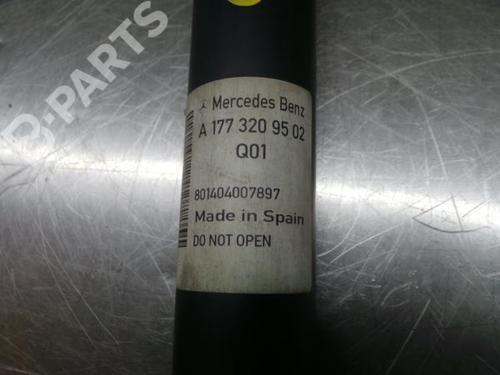 B-PARTS
Mercedes Benz
A 177 320 95 02
Q01
801404007897
Made in Spain
DO NOT OPEN